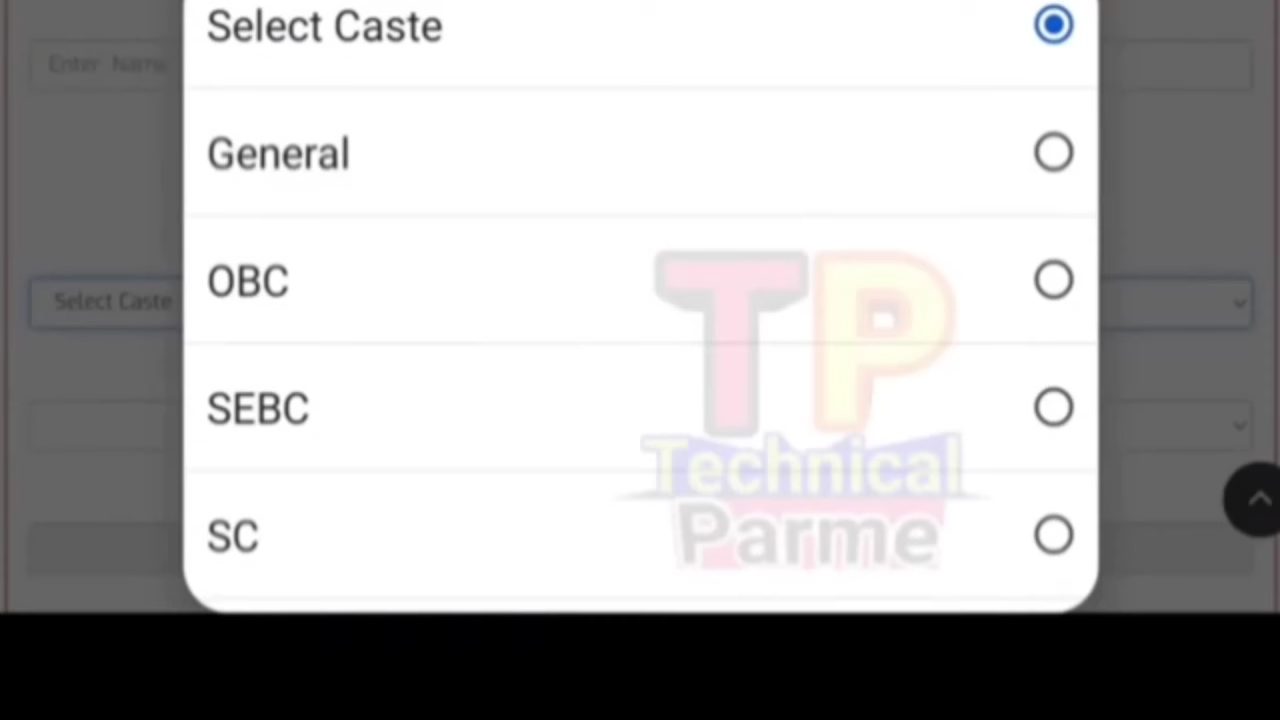 Select Caste
Enter Name
General
OBC
Select Caste
SEBC
SC
TP
Technical
Parme